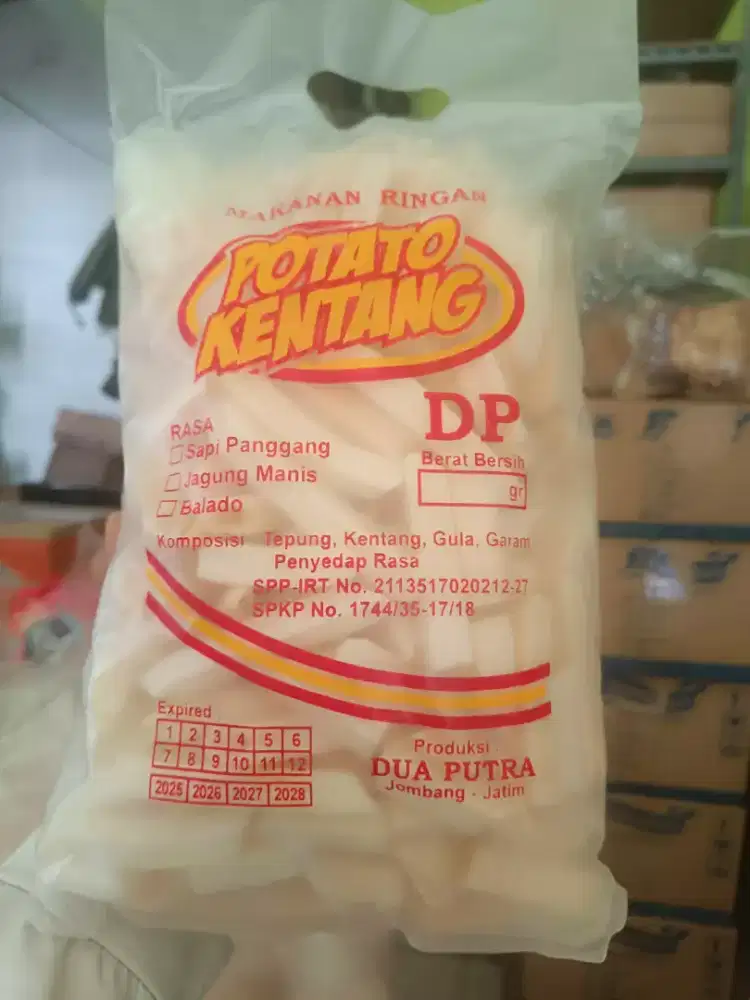 MAKANAN RINGAN
POTATO
KENTANG
DP
RASA
Sapi Panggang
Jagung Manis
Balado
Berat Bersih
gr
Komposisi Tepung, Kentang, Gula, Garam
Penyedap Rasa
SPP-IRT No. 2113517020212-27
SPKP No. 1744/35-17/18
Expired
1 2 3 4 5 6
7 8 9 10 11 12
2025 2026 2027 2028
Produksi :
DUA PUTRA
Jombang - Jatim